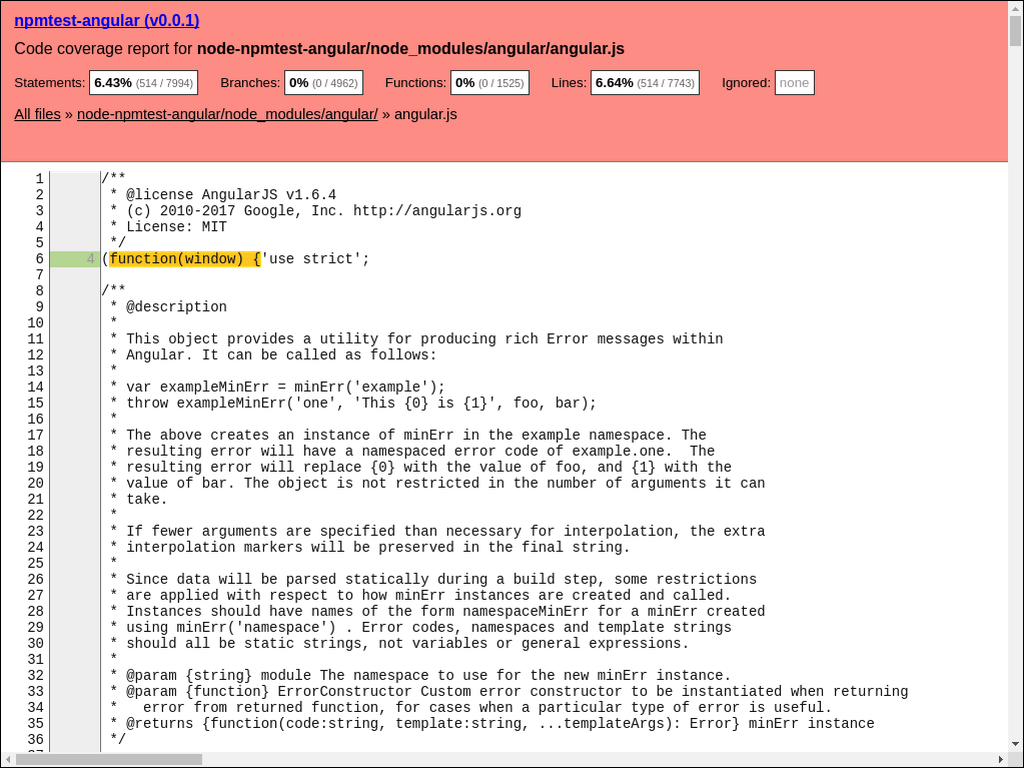 npmtest-angular (v0.0.1)
Code coverage report for node-npmtest-angular/node_modules/angular/angular.js
Statements: 6.43% (514 / 7994) Branches: 0% (0 / 4962) Functions: 0% (0 / 1525) Lines: 6.64% (514 / 7743) Ignored: none
All files » node-npmtest-angular/node_modules/angular/ » angular.js
1 /**
2  * @license AngularJS v1.6.4
3  * (c) 2010-2017 Google, Inc. http://angularjs.org
4  * License: MIT
5  */
6 4 (function(window) {'use strict';
7
8 /**
9  * @description
10  *
11  * This object provides a utility for producing rich Error messages within
12  * Angular. It can be called as follows:
13  *
14  * var exampleMinErr = minErr('example');
15  * throw exampleMinErr('one', 'This {0} is {1}', foo, bar);
16  *
17  * The above creates an instance of minErr in the example namespace. The
18  * resulting error will have a namespaced error code of example.one.  The
19  * resulting error will replace {0} with the value of foo, and {1} with the
20  * value of bar. The object is not restricted in the number of arguments it can
21  * take.
22  *
23  * If fewer arguments are specified than necessary for interpolation, the extra
24  * interpolation markers will be preserved in the final string.
25  *
26  * Since data will be parsed statically during a build step, some restrictions
27  * are applied with respect to how minErr instances are created and called.
28  * Instances should have names of the form namespaceMinErr for a minErr created
29  * using minErr('namespace') . Error codes, namespaces and template strings
30  * should all be static strings, not variables or general expressions.
31  *
32  * @param {string} module The namespace to use for the new minErr instance.
33  * @param {function} ErrorConstructor Custom error constructor to be instantiated when returning
34  *   error from returned function, for cases when a particular type of error is useful.
35  * @returns {function(code:string, template:string, ...templateArgs): Error} minErr instance
36  */